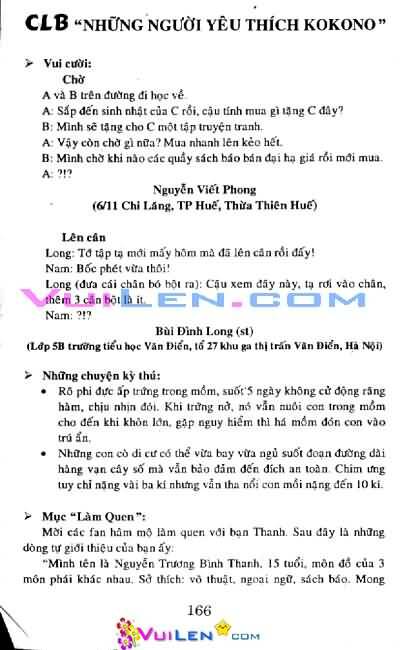 CLB “NHỮNG NGƯỜI YÊU THÍCH KOKONO”
➢ Vui cười:
Chờ
A và B trên đường đi học về.
A: Sắp đến sinh nhật của C rồi, cậu tính mua gì tặng C đây?
B: Mình sẽ tặng cho C một tập truyện tranh.
A: Vậy còn chờ gì nữa? Mua nhanh lên kẻo hết.
B: Mình chờ khi nào các quầy sách báo bán đại hạ giá rồi mới mua.
A: ?!?
Nguyễn Viết Phong
(6/11 Chi Lăng, TP Huế, Thừa Thiên Huế)
Lên cân
Long: Tớ tập tạ mới mấy hôm mà đã lên cân rồi đấy!
Nam: Bốc phét vừa thôi!
Long (đưa cái chân bó bột ra): Cậu xem đây này, tạ rơi vào chân, thêm 3 cân bột là ít.
Nam: ?!?
VUILEN.COM
Bùi Đình Long (st)
(Lớp 5B trường tiểu học Văn Điển, tổ 27 khu ga thị trấn Văn Điển, Hà Nội)
➢ Những chuyện kỳ thú:
• Rô phi đực ấp trứng trong mồm, suốt 5 ngày không cử động răng
hàm, chịu nhịn đói. Khi trứng nở, nó vẫn nuôi con trong mồm
cho đến khi khôn lớn, gặp nguy hiểm thì há mồm đón con vào
trú ẩn.
• Những con cò di cư có thể vừa bay vừa ngủ suốt đoạn đường dài
hàng vạn cây số mà vẫn bảo đảm đến đích an toàn. Chim ưng
tuy chỉ nặng vài ba kí nhưng vẫn tha nổi con mồi nặng đến 10 kí.
➢ Mục “Làm Quen”:
Mời các fan hâm mộ làm quen với bạn Thanh. Sau đây là những
dòng tự giới thiệu của bạn ấy:
“Mình tên là Nguyễn Trương Bình Thanh, 15 tuổi, môn đồ của 3
môn phái khác nhau. Sở thích: võ thuật, ngoại ngữ, sách báo. Mong
166
VUILEN.COM